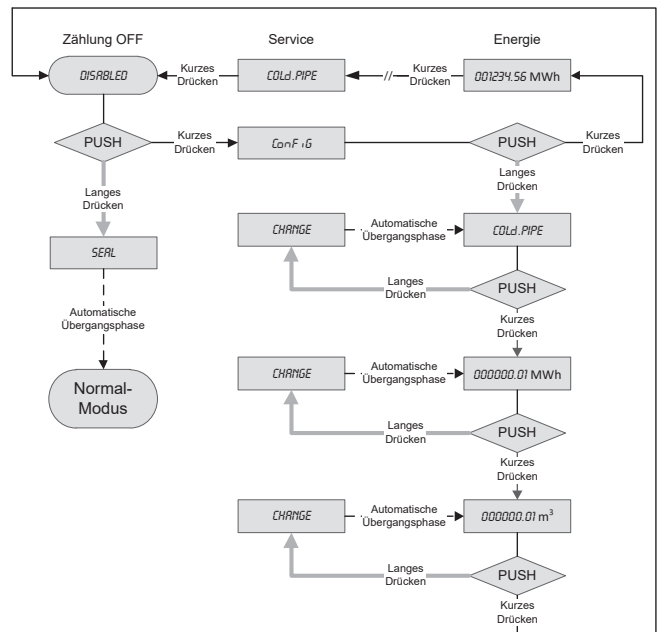 Zählung OFF
Service
Energie
DISABLED
Kurzes
Drücken
COLd.PIPE
//
Kurzes
Drücken
001234.56 MWh
PUSH
Kurzes
Drücken
ConFiG
PUSH
Kurzes
Drücken
Langes
Drücken
Langes
Drücken
SEAL
CHANGE
Automatische
Übergangsphase
COLd.PIPE
Langes
Drücken
PUSH
Automatische
Übergangsphase
Kurzes
Drücken
Normal-
Modus
CHANGE
Automatische
Übergangsphase
000000.01 MWh
Langes
Drücken
PUSH
Kurzes
Drücken
CHANGE
Automatische
Übergangsphase
000000.01 m³
Langes
Drücken
PUSH
Kurzes
Drücken